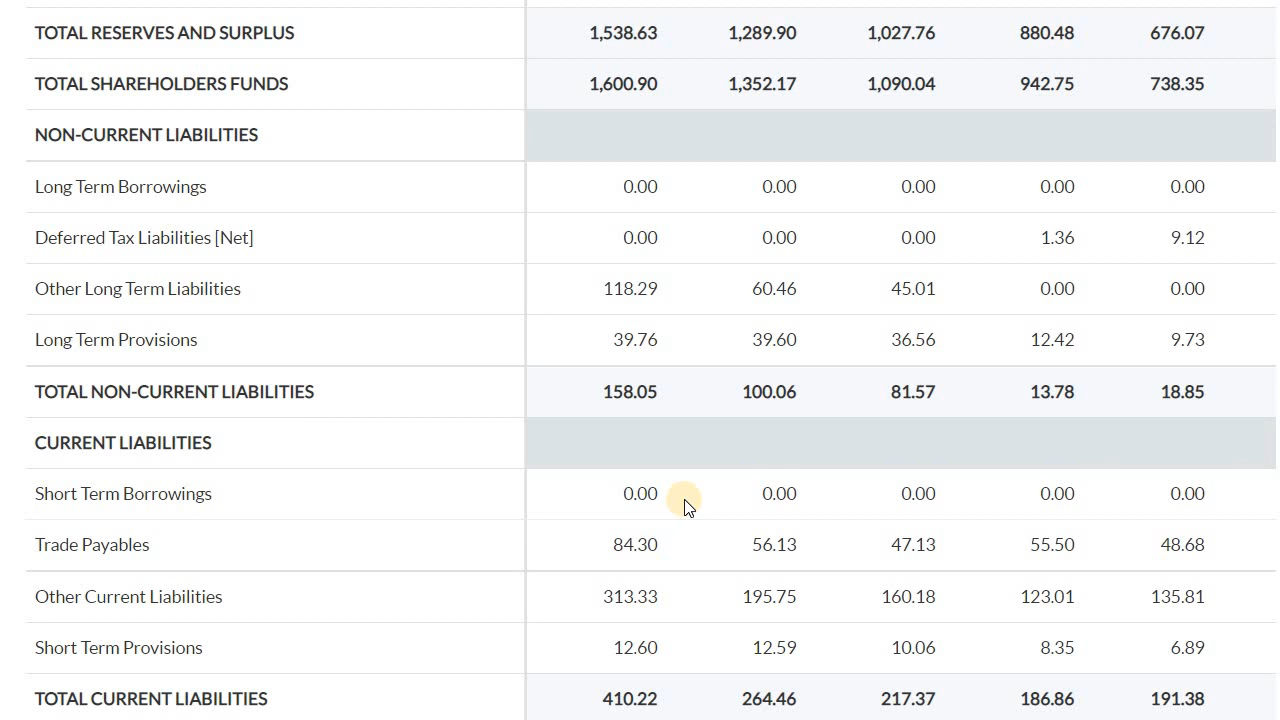 TOTAL RESERVES AND SURPLUS 1,538.63 1,289.90 1,027.76 880.48 676.07
TOTAL SHAREHOLDERS FUNDS 1,600.90 1,352.17 1,090.04 942.75 738.35
NON-CURRENT LIABILITIES
Long Term Borrowings 0.00 0.00 0.00 0.00 0.00
Deferred Tax Liabilities [Net] 0.00 0.00 0.00 1.36 9.12
Other Long Term Liabilities 118.29 60.46 45.01 0.00 0.00
Long Term Provisions 39.76 39.60 36.56 12.42 9.73
TOTAL NON-CURRENT LIABILITIES 158.05 100.06 81.57 13.78 18.85
CURRENT LIABILITIES
Short Term Borrowings 0.00 0.00 0.00 0.00 0.00
Trade Payables 84.30 56.13 47.13 55.50 48.68
Other Current Liabilities 313.33 195.75 160.18 123.01 135.81
Short Term Provisions 12.60 12.59 10.06 8.35 6.89
TOTAL CURRENT LIABILITIES 410.22 264.46 217.37 186.86 191.38